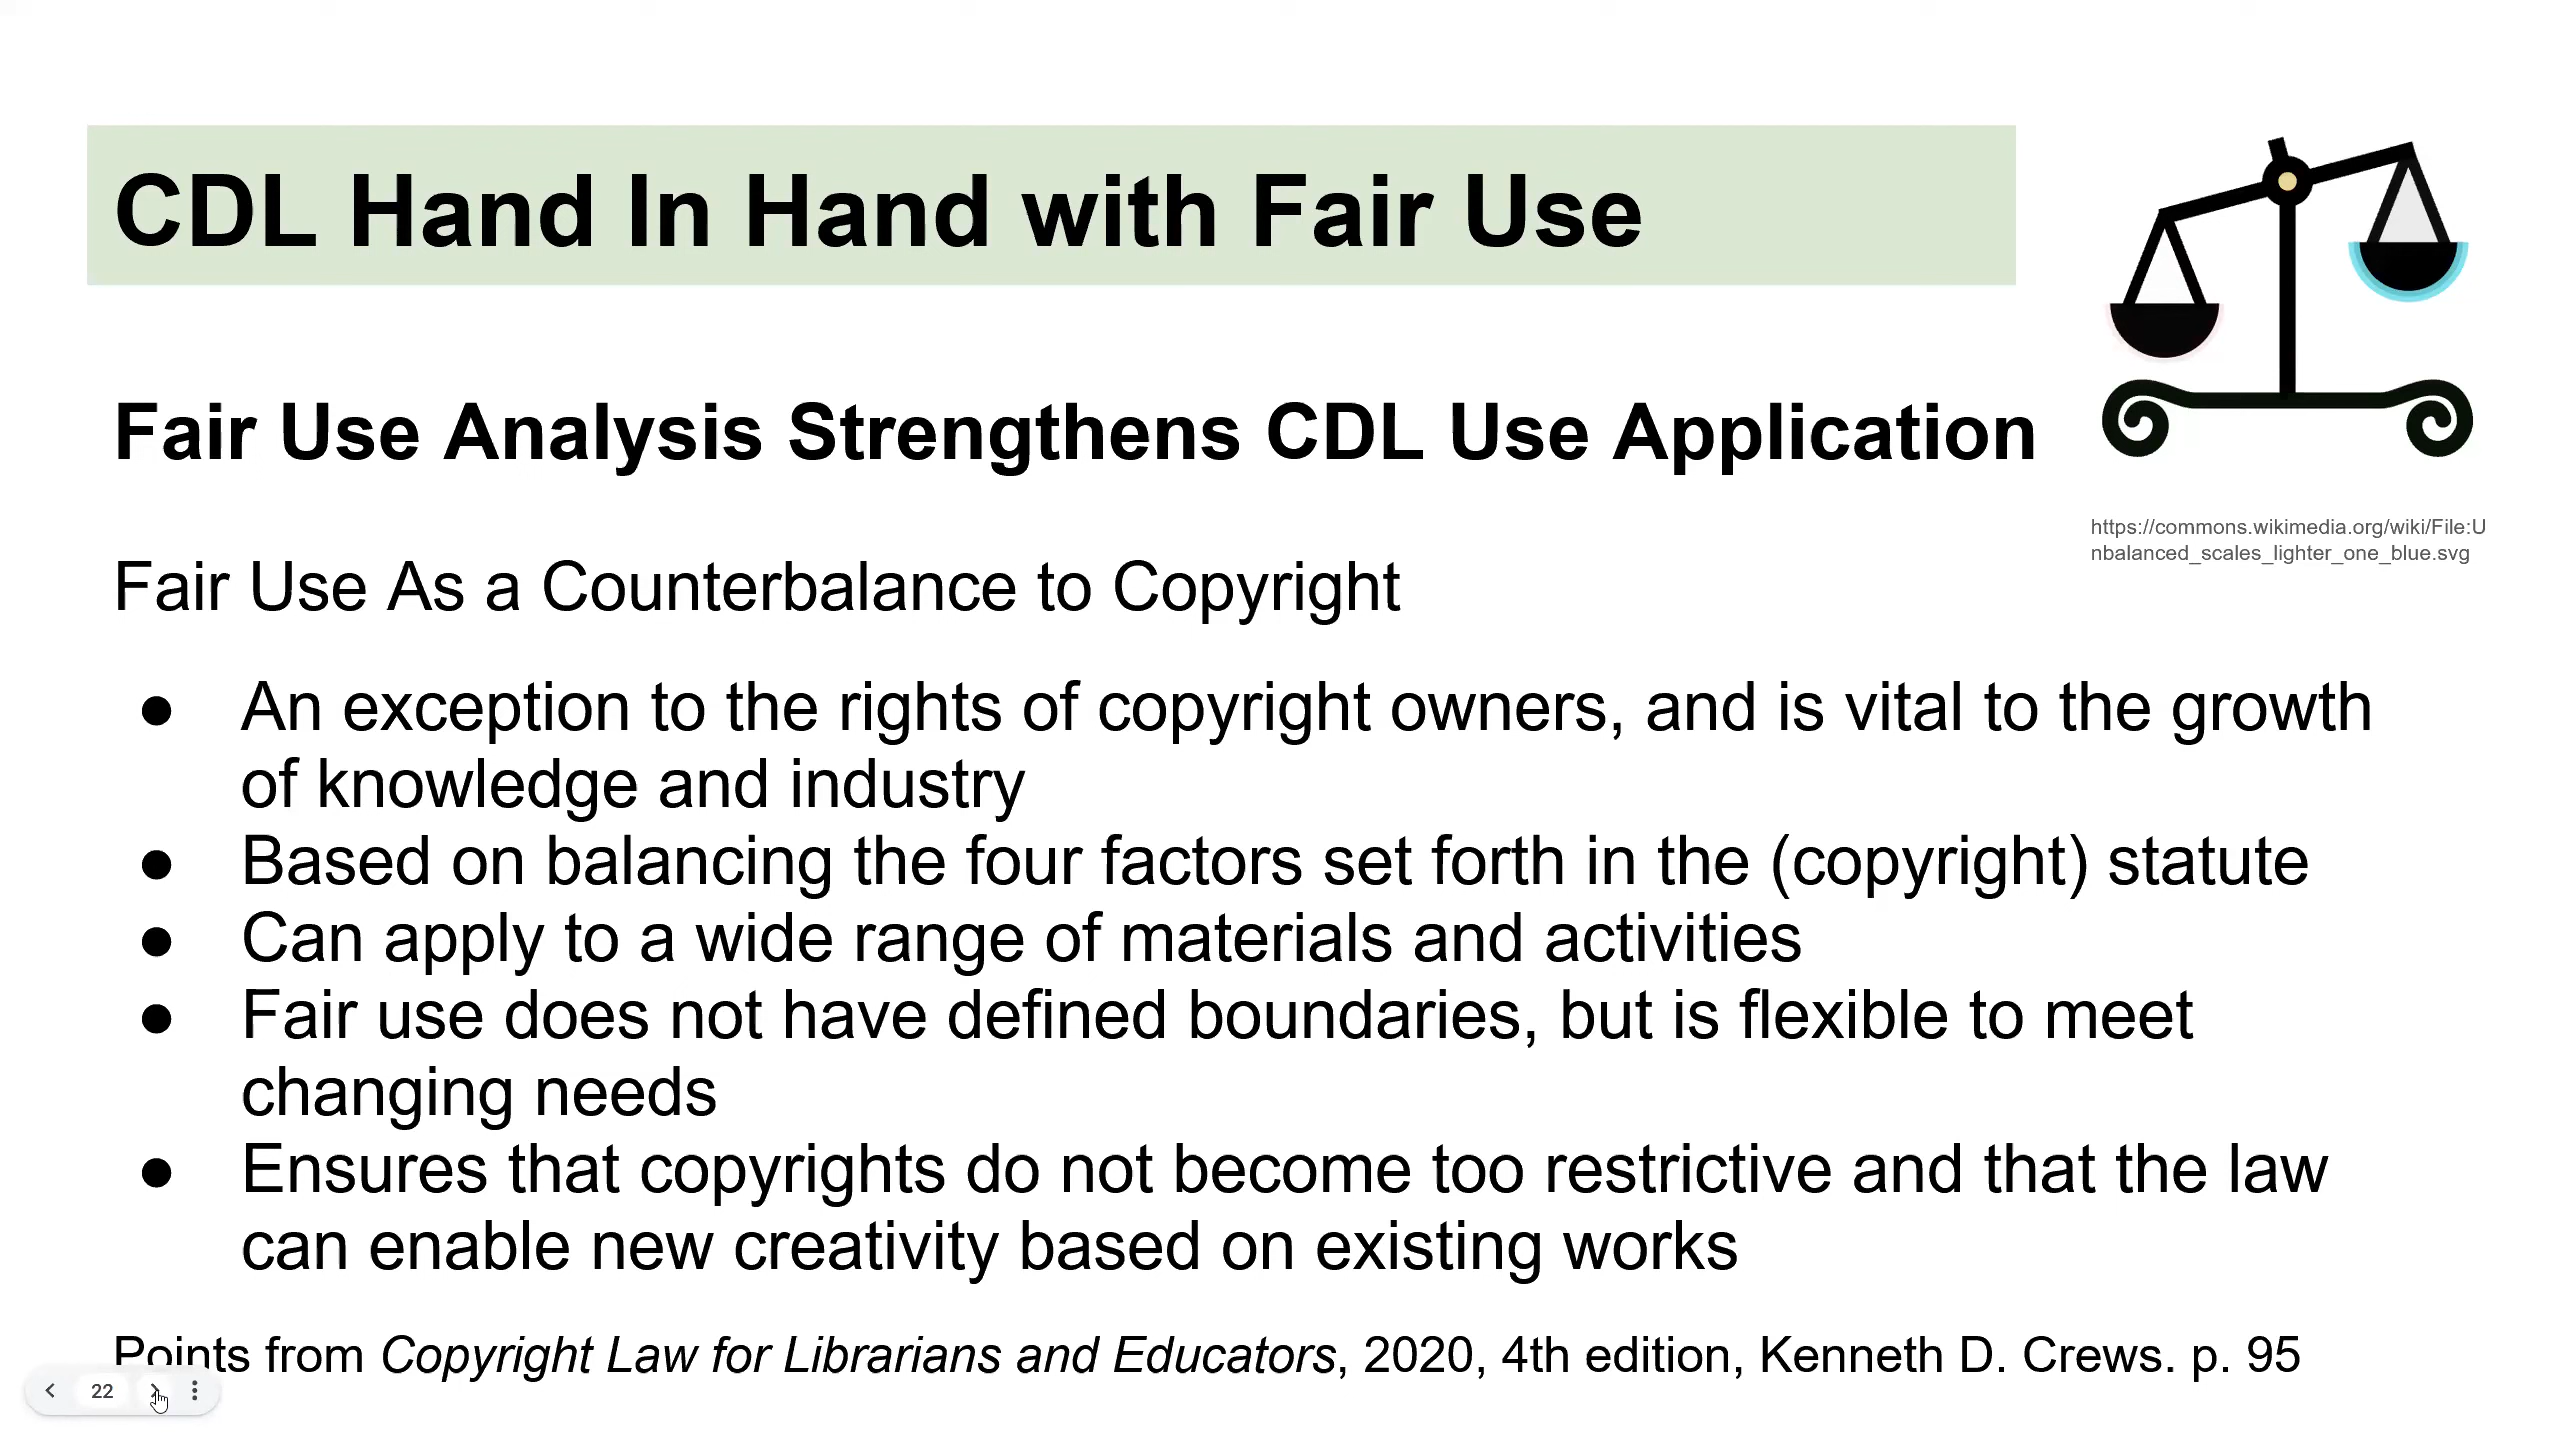 CDL Hand In Hand with Fair Use
Fair Use Analysis Strengthens CDL Use Application
https://commons.wikimedia.org/wiki/File:U
nbalanced_scales_lighter_one_blue.svg
Fair Use As a Counterbalance to Copyright
● An exception to the rights of copyright owners, and is vital to the growth
of knowledge and industry
● Based on balancing the four factors set forth in the (copyright) statute
● Can apply to a wide range of materials and activities
● Fair use does not have defined boundaries, but is flexible to meet
changing needs
● Ensures that copyrights do not become too restrictive and that the law
can enable new creativity based on existing works
Points from Copyright Law for Librarians and Educators, 2020, 4th edition, Kenneth D. Crews. p. 95
22